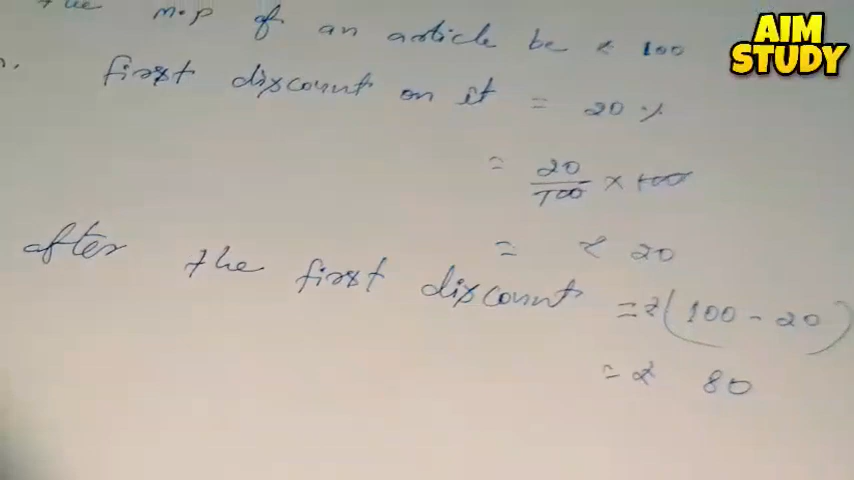 the M.P of an article be ₹ 100
first discount on it = 20 %
= 20/100 × 100
= ₹ 20
after the first discount = ₹ (100 - 20)
= ₹ 80
AIM
STUDY